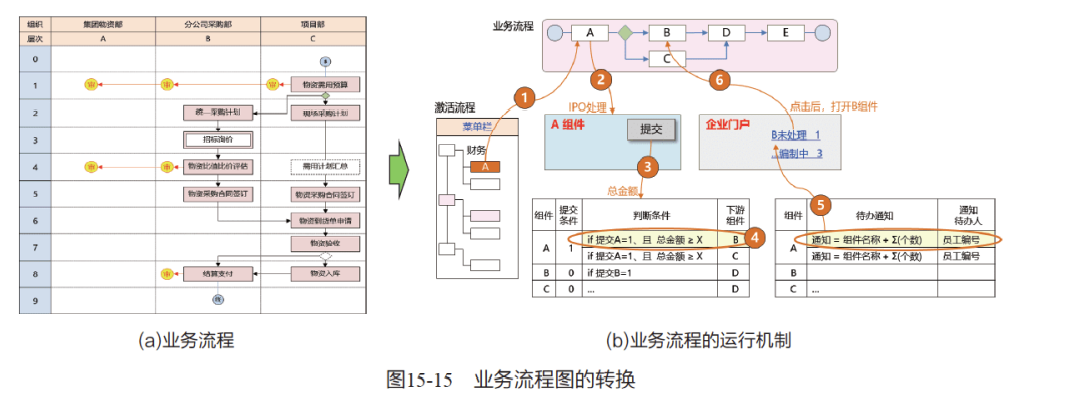 组织 集团物资部 分公司采购部 项目部
层次 A B C
0
1 物资需用预算
2 统一采购计划 现场采购计划
3 招标询价
4 物资比值比价评估 需用计划汇总
5 物资采购合同签订 物资采购合同签订
6 物资到货单申请
7 物资验收
8 结算支付 物资入库
9
(a)业务流程
业务流程
A B D E
C
1 2 6
激活流程
菜单栏
财务
A
IPO处理
A 组件
提交
3
总金额
点击后，打开B组件
企业门户
B未处理 1
...编制中 3
5
组件 提交条件 判断条件 下游组件
A 1 if 提交A=1、且 总金额 ≥ X B 4
if 提交A=1、且 总金额 ≥ X C
B 0 if 提交B=1 D
C 0 ... D
组件 待办通知 通知待办人
A 通知 = 组件名称 + Σ(个数) 员工编号
通知 = 组件名称 + Σ(个数) 员工编号
B
C ...
(b)业务流程的运行机制
图15-15 业务流程图的转换